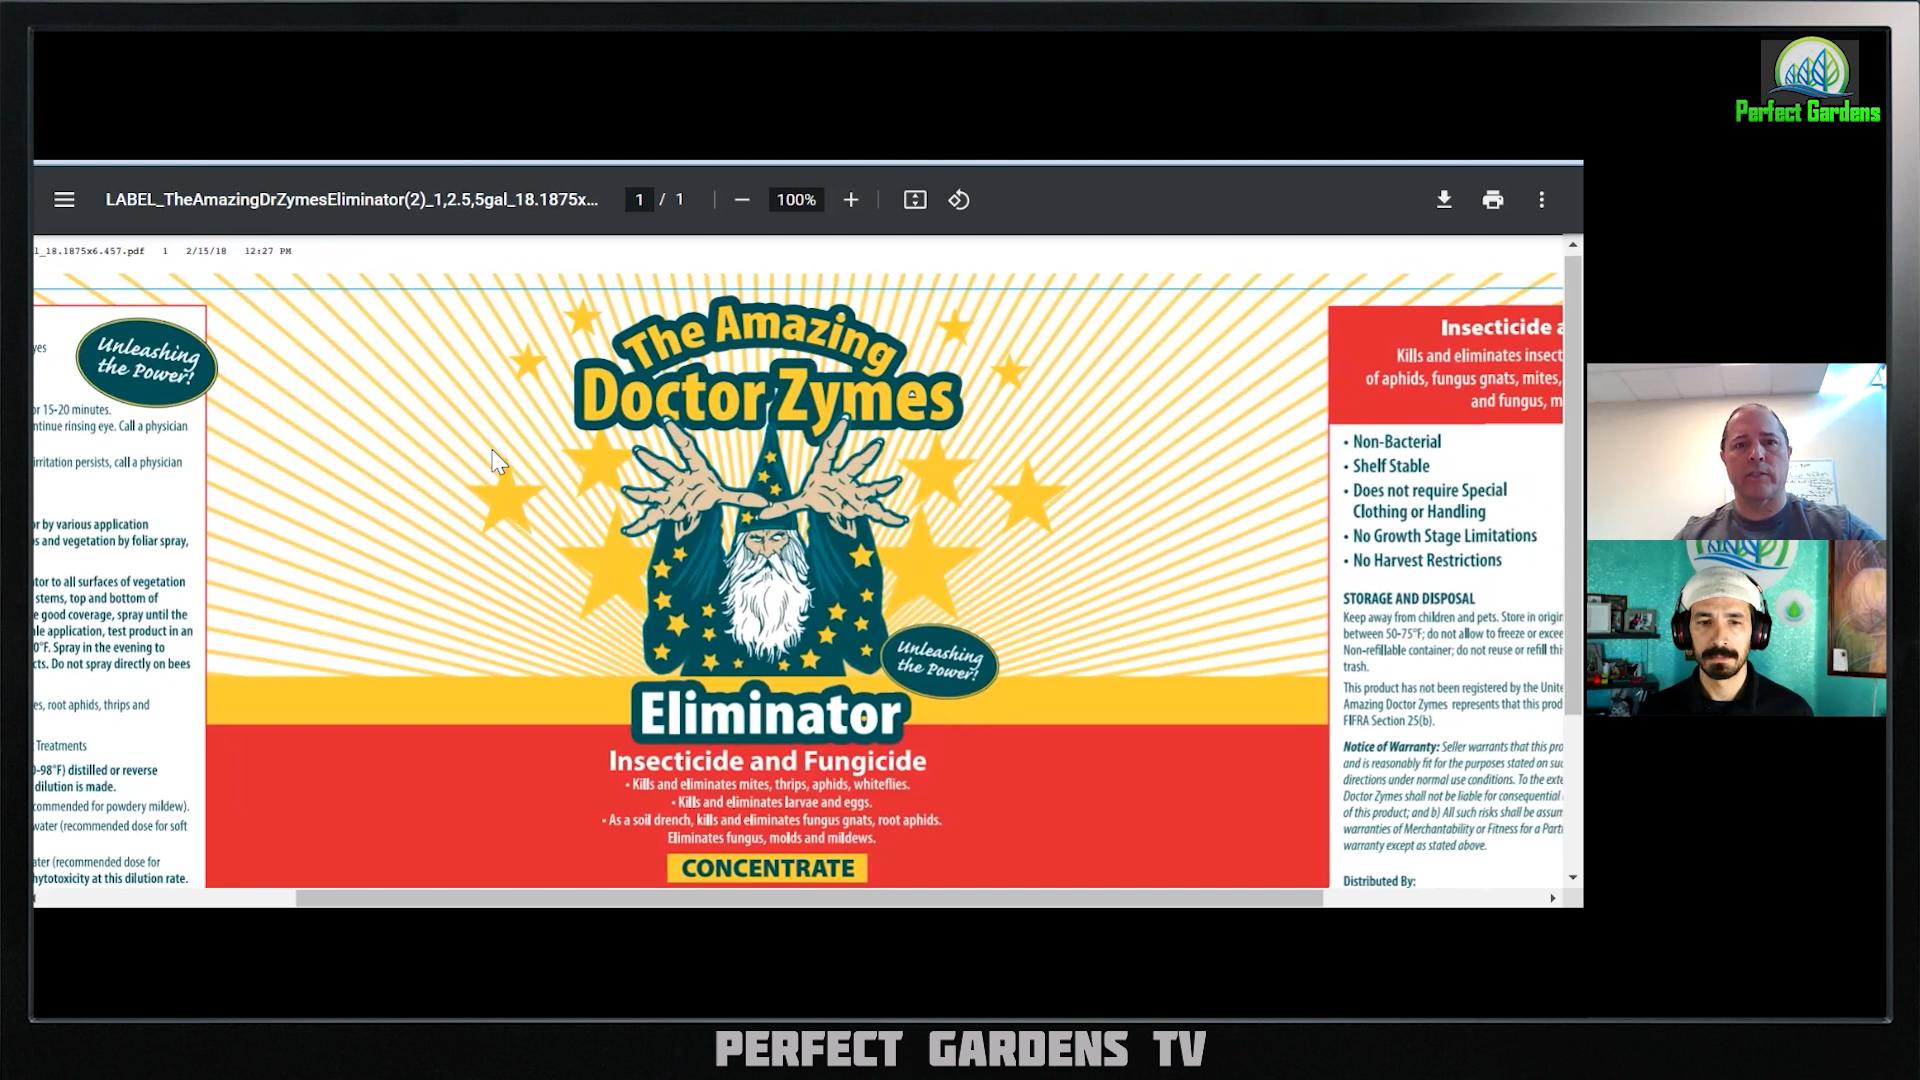 Perfect Gardens
LABEL_TheAmazingDrZymesEliminator(2)_1,2.5,5gal_18.1875x...
1 / 1
100%
1_18.1875x6.457.pdf 1 2/15/18 12:27 PM
yes
Unleashing
the Power!
or 15-20 minutes.
ntinue rinsing eye. Call a physician
irritation persists, call a physician
or by various application
s and vegetation by foliar spray,
tor to all surfaces of vegetation
stems, top and bottom of
e good coverage, spray until the
ale application, test product in an
0°F. Spray in the evening to
cts. Do not spray directly on bees
es, root aphids, thrips and
Treatments
0-98°F) distilled or reverse
dilution is made.
commended for powdery mildew).
water (recommended dose for soft
ater (recommended dose for
hytotoxicity at this dilution rate.
The Amazing
Doctor Zymes
Unleashing
the Power!
Eliminator
Insecticide and Fungicide
• Kills and eliminates mites, thrips, aphids, whiteflies.
• Kills and eliminates larvae and eggs.
• As a soil drench, kills and eliminates fungus gnats, root aphids.
Eliminates fungus, molds and mildews.
CONCENTRATE
Insecticide a
Kills and eliminates insect
of aphids, fungus gnats, mites,
and fungus, m
• Non-Bacterial
• Shelf Stable
• Does not require Special
Clothing or Handling
• No Growth Stage Limitations
• No Harvest Restrictions
STORAGE AND DISPOSAL
Keep away from children and pets. Store in origin
between 50-75°F; do not allow to freeze or excee
Non-refillable container; do not reuse or refill this
trash.
This product has not been registered by the Unite
Amazing Doctor Zymes represents that this prod
FIFRA Section 25(b).
Notice of Warranty: Seller warrants that this pro
and is reasonably fit for the purposes stated on suc
directions under normal use conditions. To the exte
Doctor Zymes shall not be liable for consequential
of this product; and b) All such risks shall be assum
warranties of Merchantability or Fitness for a Part
warranty except as stated above.
Distributed By:
PERFECT GARDENS TV